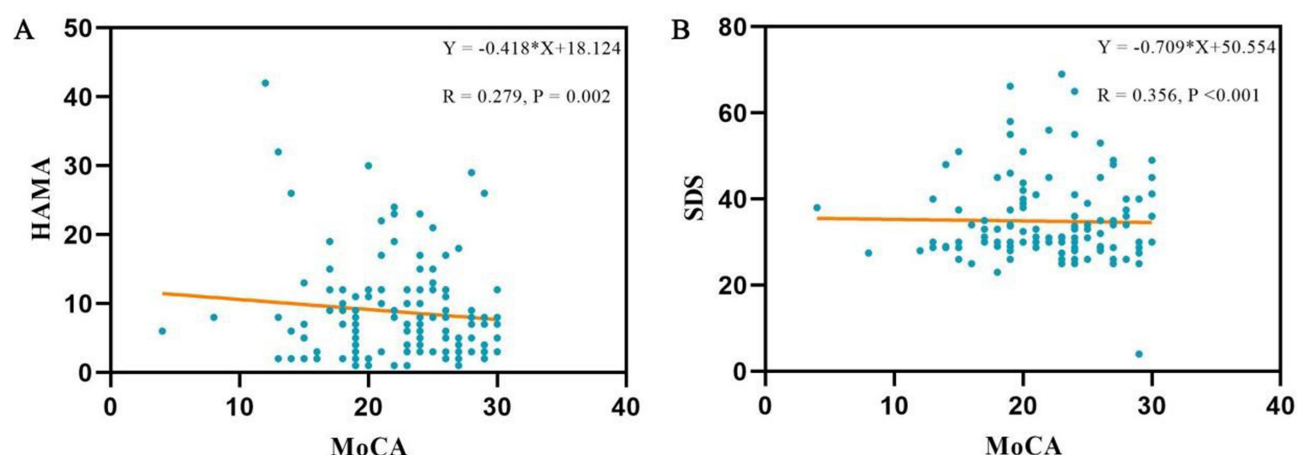 A
50
40
30
20
10
0
HAMA
Y = -0.418*X+18.124
R = 0.279, P = 0.002
0 10 20 30 40
MoCA
B
80
60
40
20
0
SDS
Y = -0.709*X+50.554
R = 0.356, P <0.001
0 10 20 30 40
MoCA